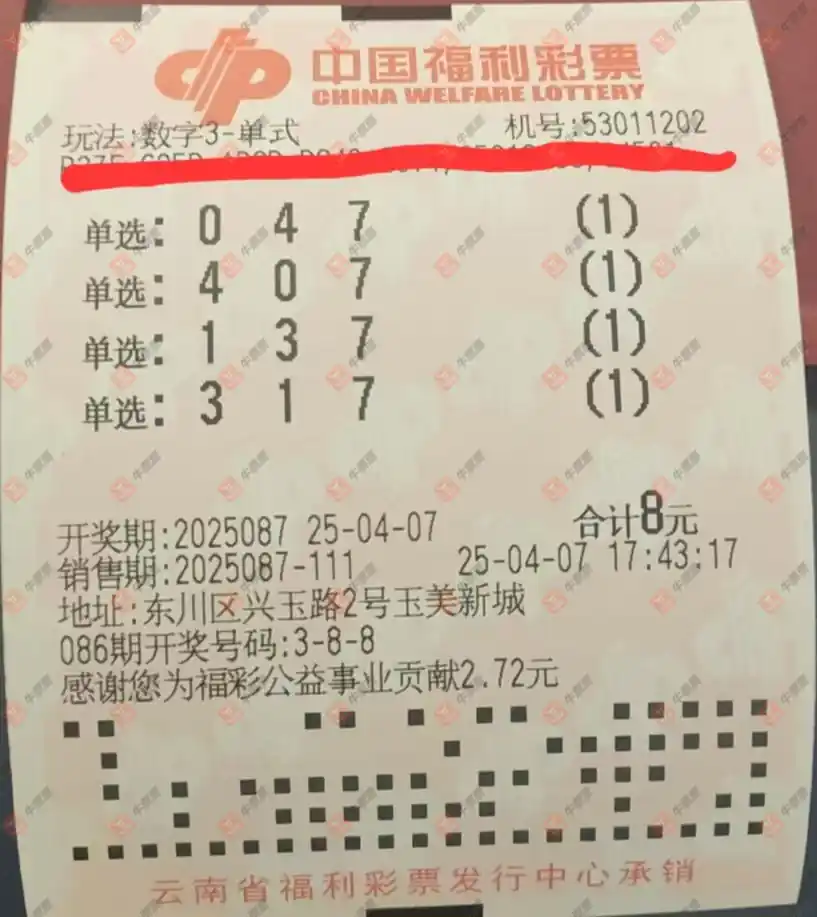 中国福利彩票
CHINA WELFARE LOTTERY
玩法:数字3-单式 机号:53011202
单选: 0 4 7 (1)
单选: 4 0 7 (1)
单选: 1 3 7 (1)
单选: 3 1 7 (1)
合计8元
开奖期:2025087 25-04-07
销售期:2025087-111 25-04-07 17:43:17
地址:东川区兴玉路2号玉美新城
086期开奖号码:3-8-8
感谢您为福彩公益事业贡献2.72元
云南省福利彩票发行中心承销